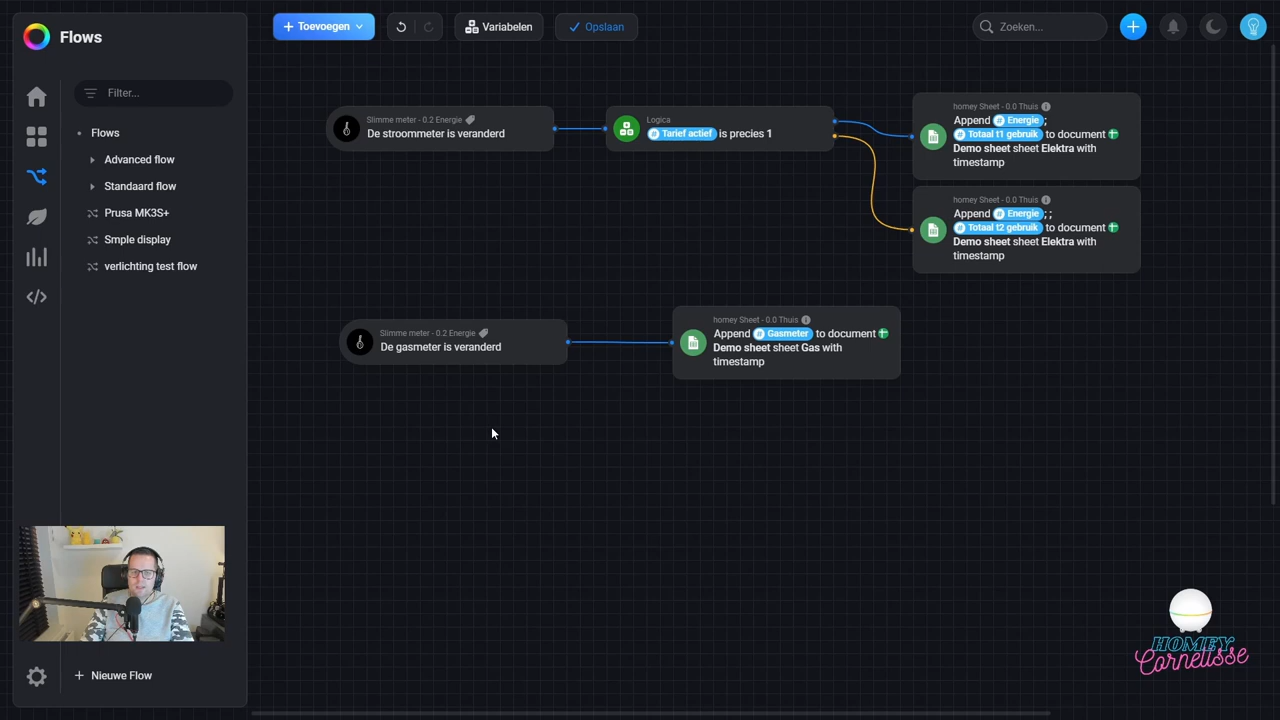 Flows
Toevoegen
Variabelen
Opslaan
Zoeken...
Filter...
Flows
Advanced flow
Standaard flow
Prusa MK3S+
Smple display
verlichting test flow
Nieuwe Flow
Slimme meter - 0.2 Energie
De stroommeter is veranderd
Logica
# Tarief actief is precies 1
homey Sheet - 0.0 Thuis
Append # Energie ;
# Totaal t1 gebruik to document
Demo sheet sheet Elektra with
timestamp
homey Sheet - 0.0 Thuis
Append # Energie ; ;
# Totaal t2 gebruik to document
Demo sheet sheet Elektra with
timestamp
Slimme meter - 0.2 Energie
De gasmeter is veranderd
homey Sheet - 0.0 Thuis
Append # Gasmeter to document
Demo sheet sheet Gas with
timestamp
HOMEY
Cornelisse